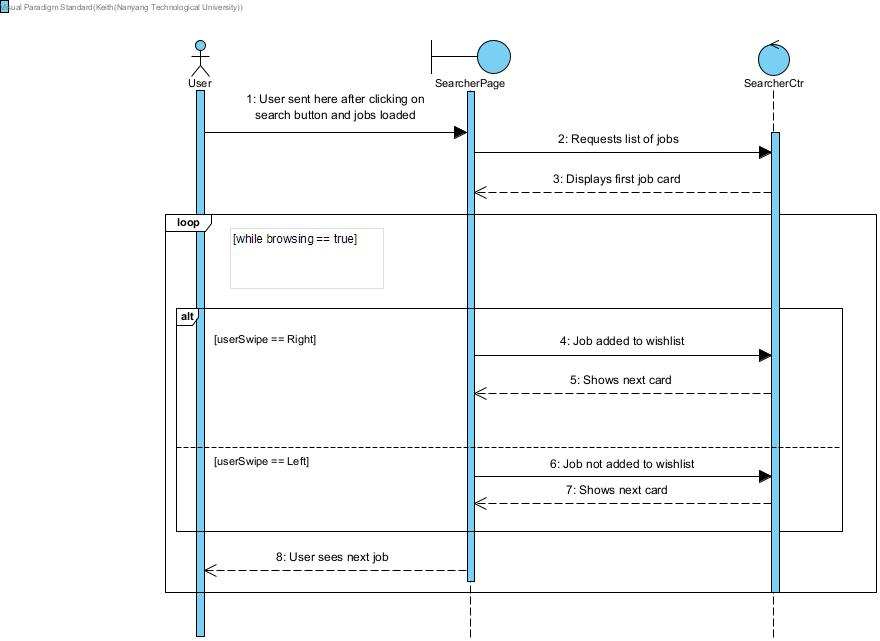 Visual Paradigm Standard(Keith(Nanyang Technological University))
User
SearcherPage
SearcherCtr
1: User sent here after clicking on
search button and jobs loaded
2: Requests list of jobs
3: Displays first job card
loop
[while browsing == true]
alt
[userSwipe == Right]
4: Job added to wishlist
5: Shows next card
[userSwipe == Left]
6: Job not added to wishlist
7: Shows next card
8: User sees next job